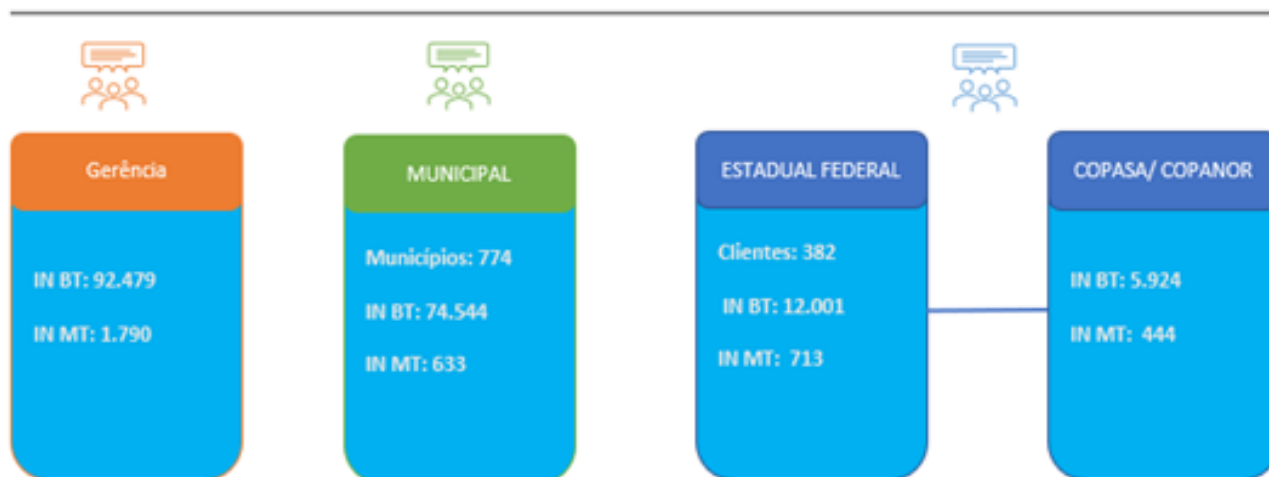 Gerência
IN BT: 92.479
IN MT: 1.790
MUNICIPAL
Municípios: 774
IN BT: 74.544
IN MT: 633
ESTADUAL FEDERAL
Clientes: 382
IN BT: 12.001
IN MT: 713
COPASA/ COPANOR
IN BT: 5.924
IN MT: 444